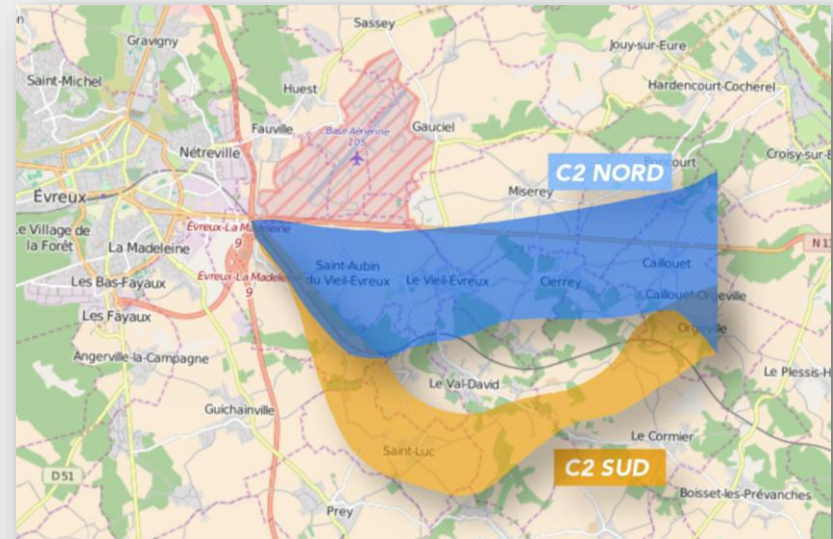 Sassey
Gravigny
Jouy-sur-Eure
Saint-Michel
Huest
Hardencourt-Cocherel
Fauville
Base Aérienne
105
Gauciel
Nétreville
Croisy-sur-E
C2 NORD
Miserey
Évreux
Le Village de
la Forêt
La Madeleine
Évreux-La Madeleine
9
N 13
Saint-Aubin
du Vieil-Évreux
Le Vieil-Évreux
Cierrey
Caillouet
Évreux-La Madeleine
9
Les Bas-Fayaux
Caillouet-Orgeville
Les Fayaux
Orgeville
Angerville-la-Campagne
Le Plessis-H
Le Val-David
Guichainville
Le Cormier
Saint-Luc
C2 SUD
D 51
Boisset-les-Prévanches
Prey